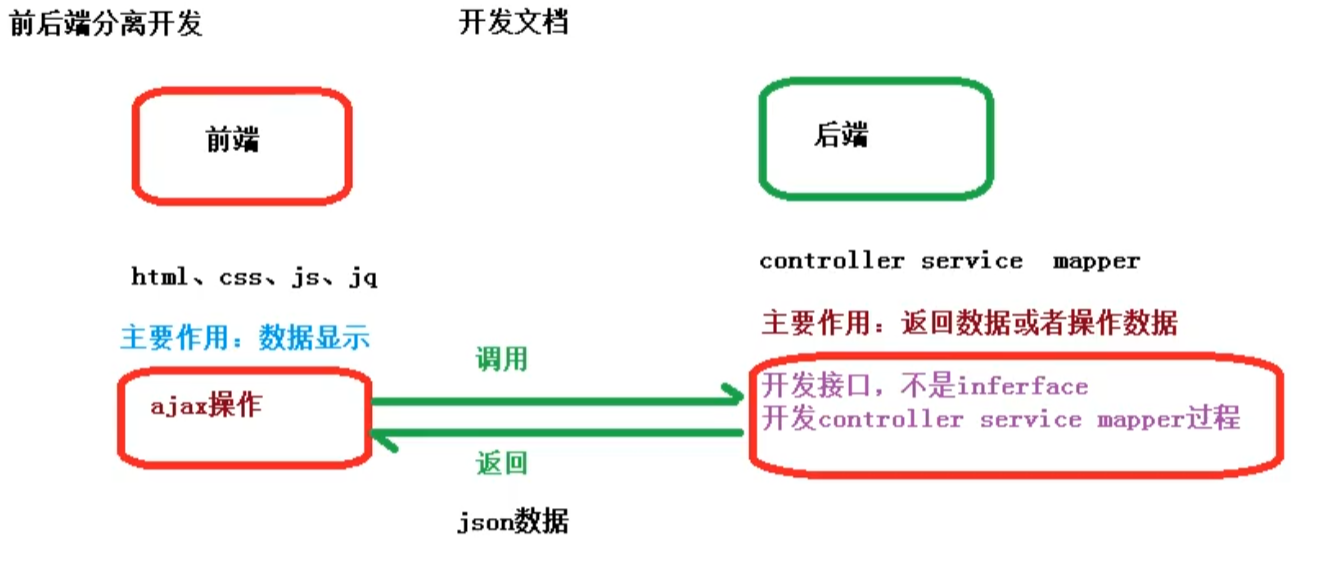 前后端分离开发
开发文档
前端
后端
html、css、js、jq
controller service mapper
主要作用：数据显示
主要作用：返回数据或者操作数据
调用
ajax操作
开发接口，不是inferface
开发controller service mapper过程
返回
json数据